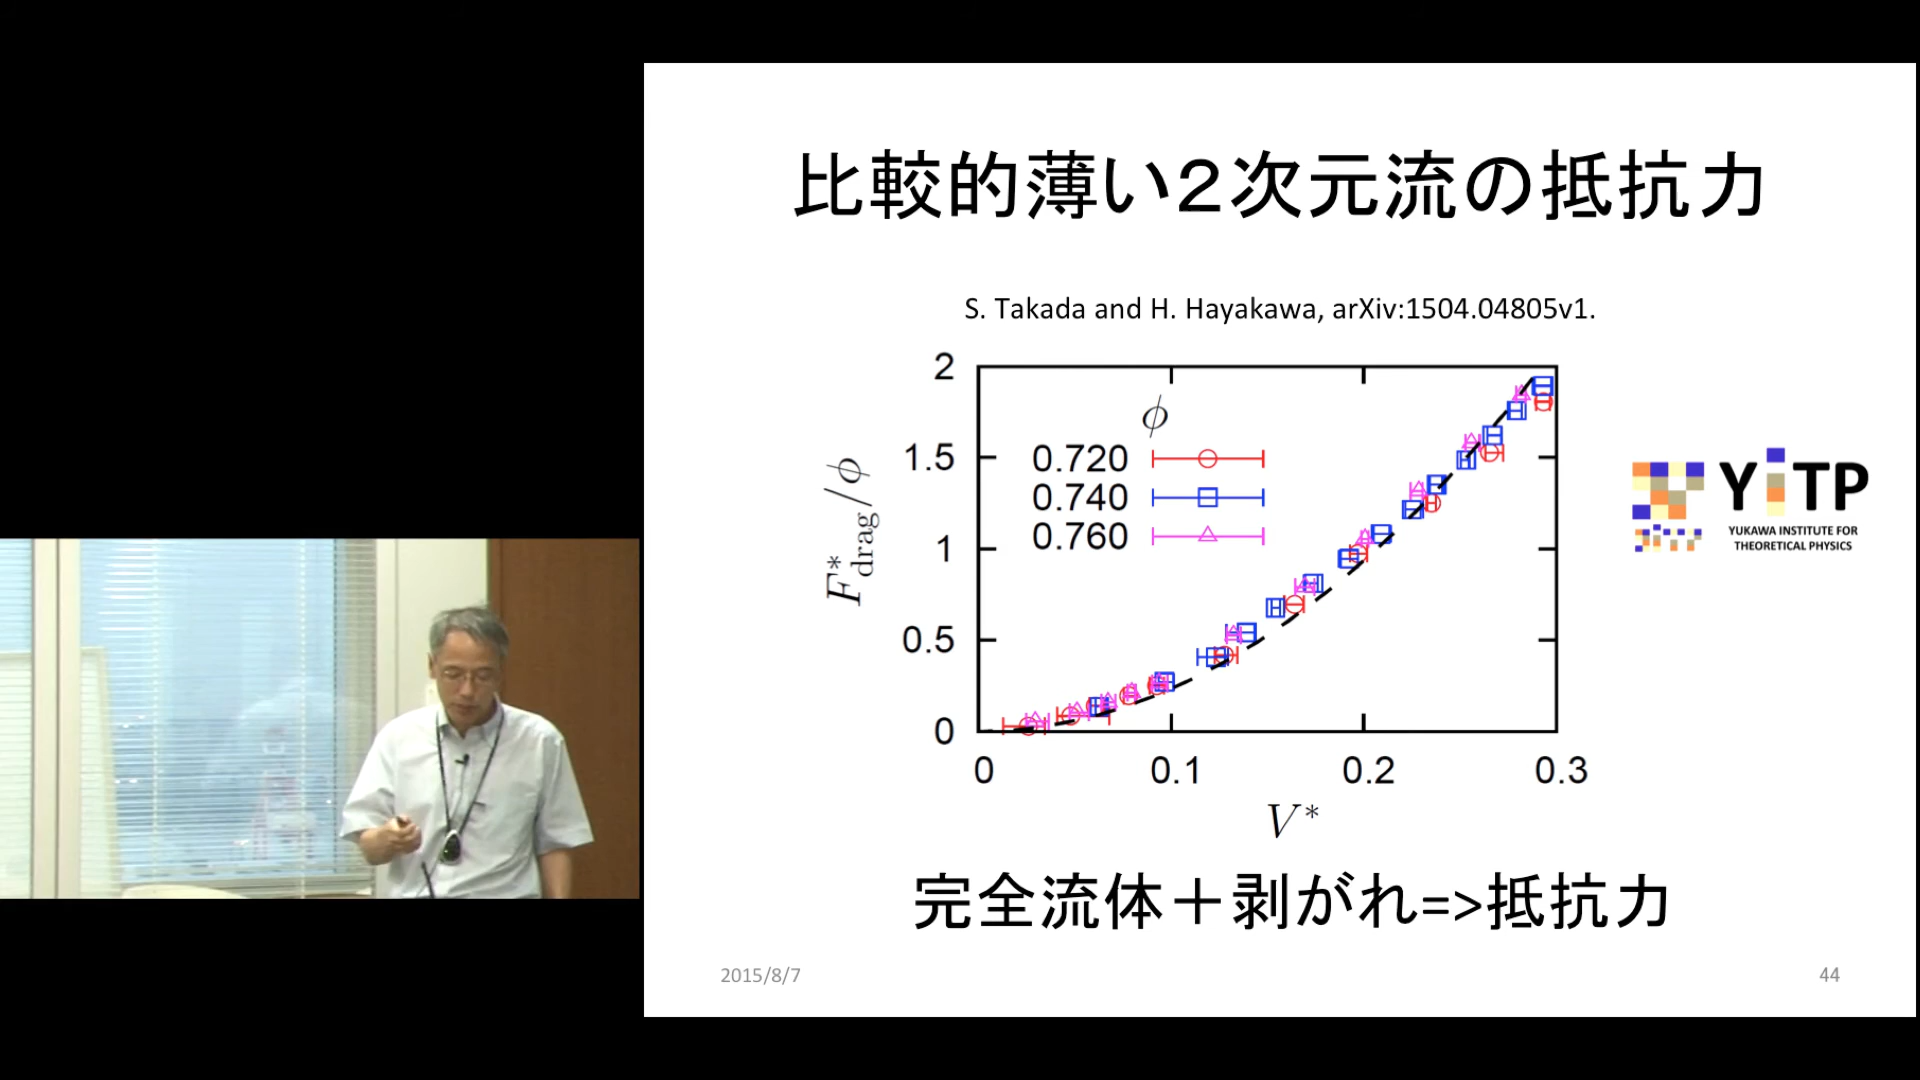 比較的薄い２次元流の抵抗力
S. Takada and H. Hayakawa, arXiv:1504.04805v1.
2
1.5
1
0.5
0
F*drag/ϕ
ϕ
0.720
0.740
0.760
0 0.1 0.2 0.3
V*
YiTP
YUKAWA INSTITUTE FOR
THEORETICAL PHYSICS
完全流体＋剥がれ=>抵抗力
2015/8/7
44